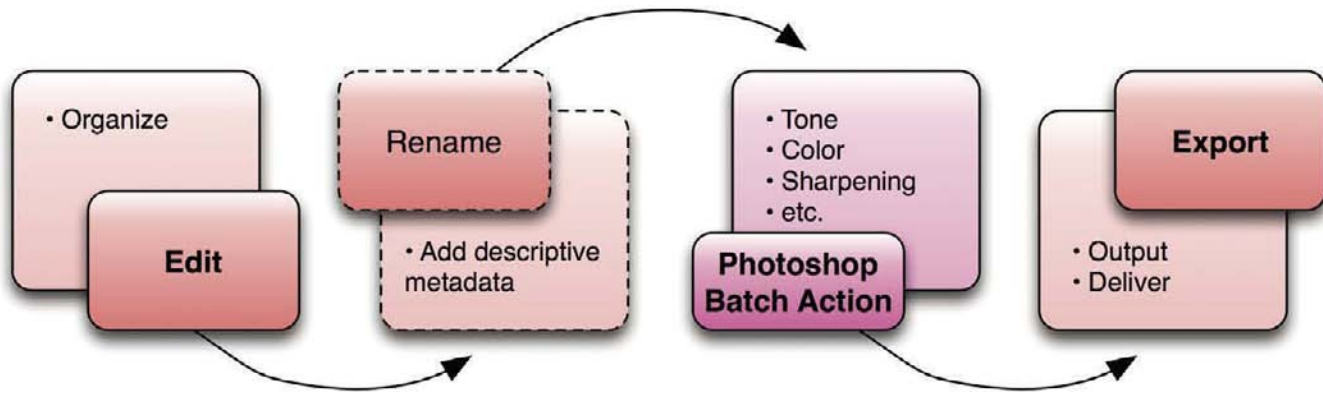 • Organize
Edit
Rename
• Add descriptive
metadata
• Tone
• Color
• Sharpening
• etc.
Photoshop
Batch Action
Export
• Output
• Deliver